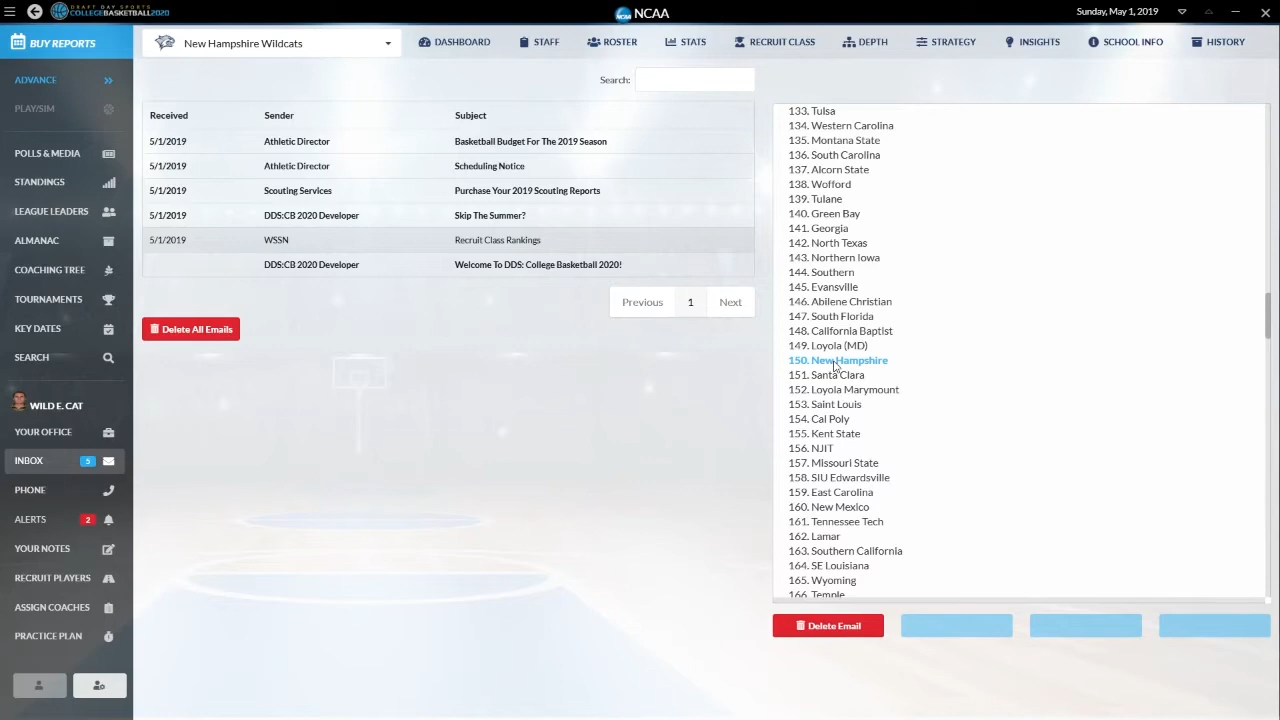 DRAFT DAY SPORTS
COLLEGE BASKETBALL 2020
NCAA
Sunday, May 1, 2019
BUY REPORTS
New Hampshire Wildcats
DASHBOARD
STAFF
ROSTER
STATS
RECRUIT CLASS
DEPTH
STRATEGY
INSIGHTS
SCHOOL INFO
HISTORY
ADVANCE
PLAY/SIM
POLLS & MEDIA
STANDINGS
LEAGUE LEADERS
ALMANAC
COACHING TREE
TOURNAMENTS
KEY DATES
SEARCH
WILD E. CAT
YOUR OFFICE
INBOX 5
PHONE
ALERTS 2
YOUR NOTES
RECRUIT PLAYERS
ASSIGN COACHES
PRACTICE PLAN
Search:
Received Sender Subject
5/1/2019 Athletic Director Basketball Budget For The 2019 Season
5/1/2019 Athletic Director Scheduling Notice
5/1/2019 Scouting Services Purchase Your 2019 Scouting Reports
5/1/2019 DDS:CB 2020 Developer Skip The Summer?
5/1/2019 WSSN Recruit Class Rankings
DDS:CB 2020 Developer Welcome To DDS: College Basketball 2020!
Previous 1 Next
Delete All Emails
133. Tulsa
134. Western Carolina
135. Montana State
136. South Carolina
137. Alcorn State
138. Wofford
139. Tulane
140. Green Bay
141. Georgia
142. North Texas
143. Northern Iowa
144. Southern
145. Evansville
146. Abilene Christian
147. South Florida
148. California Baptist
149. Loyola (MD)
150. New Hampshire
151. Santa Clara
152. Loyola Marymount
153. Saint Louis
154. Cal Poly
155. Kent State
156. NJIT
157. Missouri State
158. SIU Edwardsville
159. East Carolina
160. New Mexico
161. Tennessee Tech
162. Lamar
163. Southern California
164. SE Louisiana
165. Wyoming
166. Temple
Delete Email